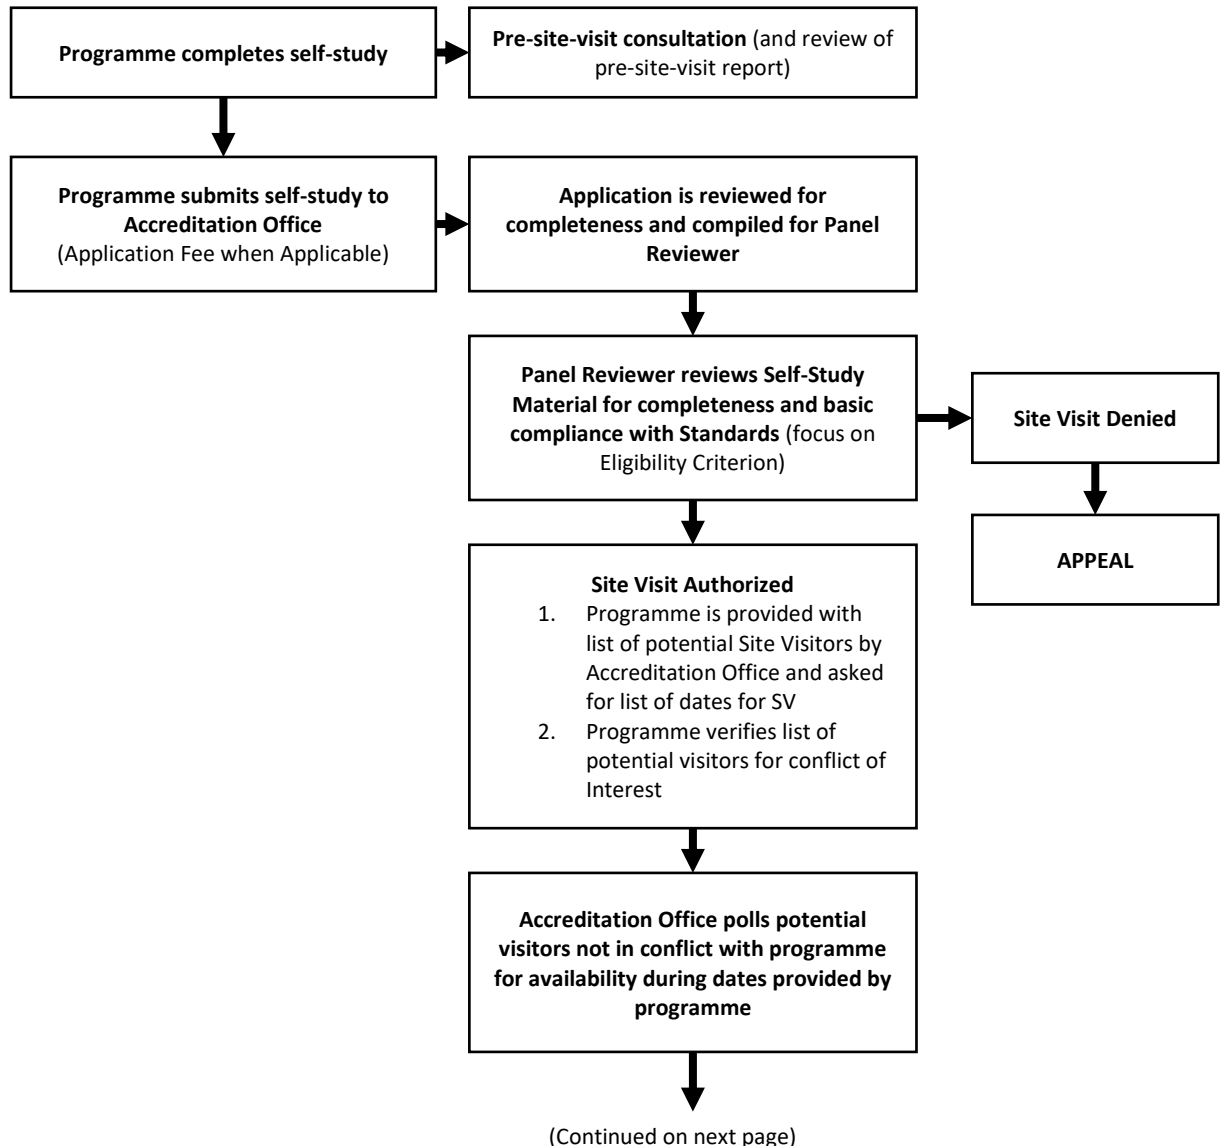 Programme completes self-study
Pre-site-visit consultation (and review of
pre-site-visit report)
Programme submits self-study to
Accreditation Office
(Application Fee when Applicable)
Application is reviewed for
completeness and compiled for Panel
Reviewer
Panel Reviewer reviews Self-Study
Material for completeness and basic
compliance with Standards (focus on
Eligibility Criterion)
Site Visit Denied
APPEAL
Site Visit Authorized
1. Programme is provided with
list of potential Site Visitors by
Accreditation Office and asked
for list of dates for SV
2. Programme verifies list of
potential visitors for conflict of
Interest
Accreditation Office polls potential
visitors not in conflict with programme
for availability during dates provided by
programme
(Continued on next page)